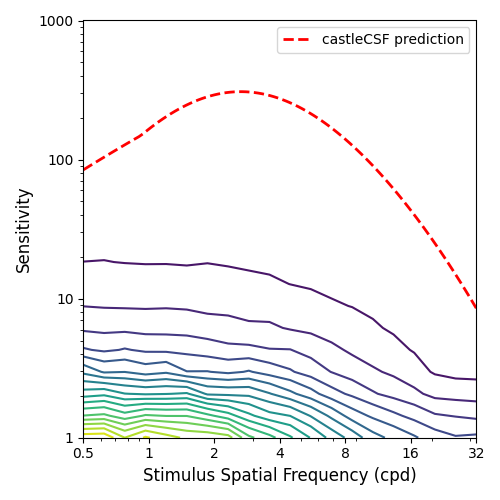 1000
castleCSF prediction
100
Sensitivity
10
1
0.5 1 2 4 8 16 32
Stimulus Spatial Frequency (cpd)